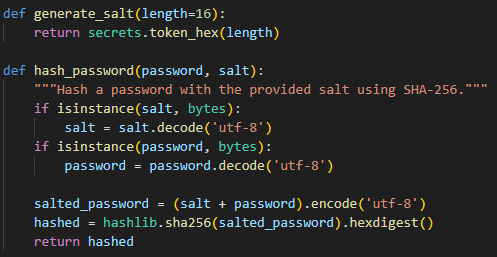 def generate_salt(length=16):
    return secrets.token_hex(length)
def hash_password(password, salt):
    """Hash a password with the provided salt using SHA-256."""
    if isinstance(salt, bytes):
        salt = salt.decode('utf-8')
    if isinstance(password, bytes):
        password = password.decode('utf-8')
    salted_password = (salt + password).encode('utf-8')
    hashed = hashlib.sha256(salted_password).hexdigest()
    return hashed